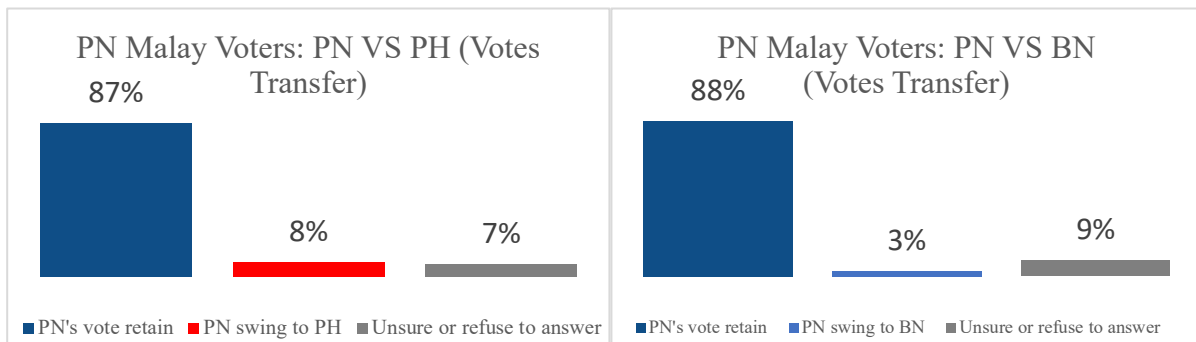 PN Malay Voters: PN VS PH (Votes
Transfer)
87%
8%
7%
PN's vote retain
PN swing to PH
Unsure or refuse to answer
PN Malay Voters: PN VS BN
(Votes Transfer)
88%
3%
9%
PN's vote retain
PN swing to BN
Unsure or refuse to answer